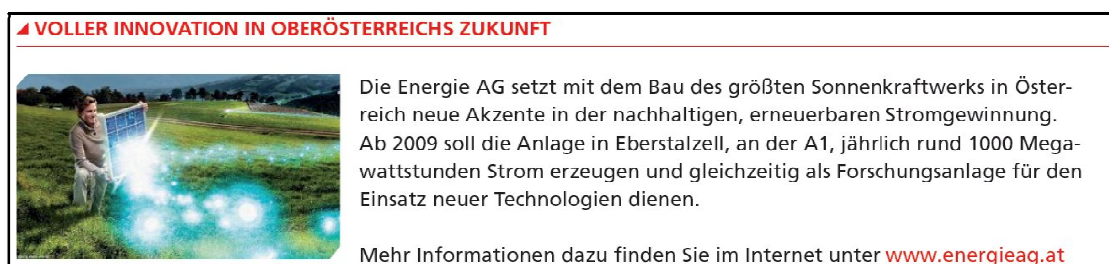 VOLLER INNOVATION IN OBERÖSTERREICHS ZUKUNFT
Die Energie AG setzt mit dem Bau des größten Sonnenkraftwerks in Öster-
reich neue Akzente in der nachhaltigen, erneuerbaren Stromgewinnung.
Ab 2009 soll die Anlage in Eberstalzell, an der A1, jährlich rund 1000 Mega-
wattstunden Strom erzeugen und gleichzeitig als Forschungsanlage für den
Einsatz neuer Technologien dienen.
Mehr Informationen dazu finden Sie im Internet unter www.energieag.at